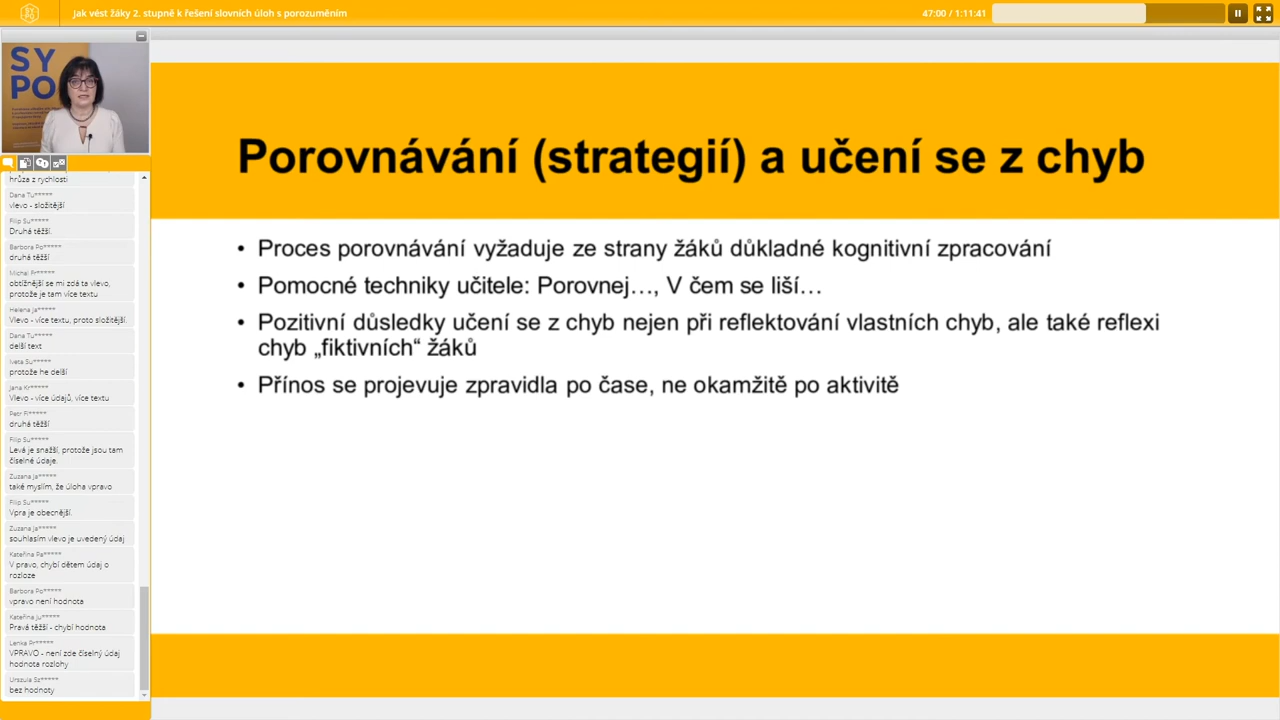 Jak vést žáky 2. stupně k řešení slovních úloh s porozuměním
47:00 / 1:11:41
SY
PO
hrůza z rychlosti
Dana Tu*****
vlevo - složitější
Filip Su*****
Druhá těžší.
Barbora Po*****
druhá těžší
Michal Fr*****
obtížnější se mi zdá ta vlevo,
protože je tam více textu
Helena Ja*****
Vlevo - více textu, proto složitější.
Dana Tu*****
delší text
Iveta Su*****
protože he delší
Jana Kr*****
Vlevo - více údajů, více textu
Petr Fi*****
druhá těžší
Filip Su*****
Levá je snažší, protože jsou tam
číselné údaje.
Zuzana Ja*****
také myslím, že úloha vpravo
Filip Su*****
Vpra je obecnější.
Zuzana Ja*****
souhlasím vlevo je uvedený údaj
Kateřina Pa*****
V pravo, chybí dětem údaj o
rozloze
Barbora Po*****
vpravo není hodnota
Kateřina Ju*****
Pravá těžší - chybí hodnota
Lenka Pr*****
VPRAVO - není zde číselný údaj
hodnota rozlohy
Urszula Sz*****
bez hodnoty
Porovnávání (strategií) a učení se z chyb
• Proces porovnávání vyžaduje ze strany žáků důkladné kognitivní zpracování
• Pomocné techniky učitele: Porovnej…, V čem se liší…
• Pozitivní důsledky učení se z chyb nejen při reflektování vlastních chyb, ale také reflexi
chyb „fiktivních“ žáků
• Přínos se projevuje zpravidla po čase, ne okamžitě po aktivitě